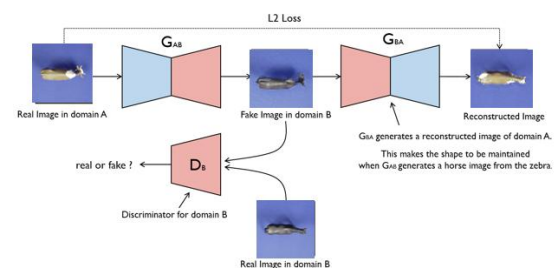 L2 Loss
GAB
GBA
Real Image in domain A
Fake Image in domain B
Reconstructed Image
GBA generates a reconstructed image of domain A.
This makes the shape to be maintained
when GAB generates a horse image from the zebra.
real or fake ?
DB
Discriminator for domain B
Real Image in domain B